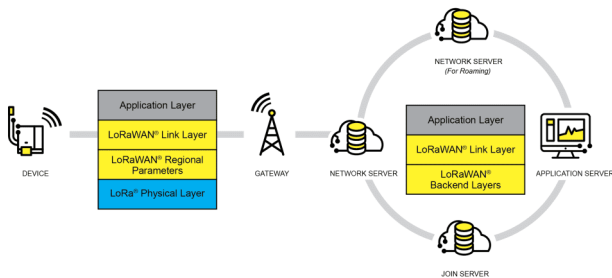 NETWORK SERVER
(For Roaming)
Application Layer
LoRaWAN® Link Layer
LoRaWAN® Regional
Parameters
LoRa® Physical Layer
Application Layer
LoRaWAN® Link Layer
LoRaWAN®
Backend Layers
DEVICE
GATEWAY
NETWORK SERVER
APPLICATION SERVER
JOIN SERVER